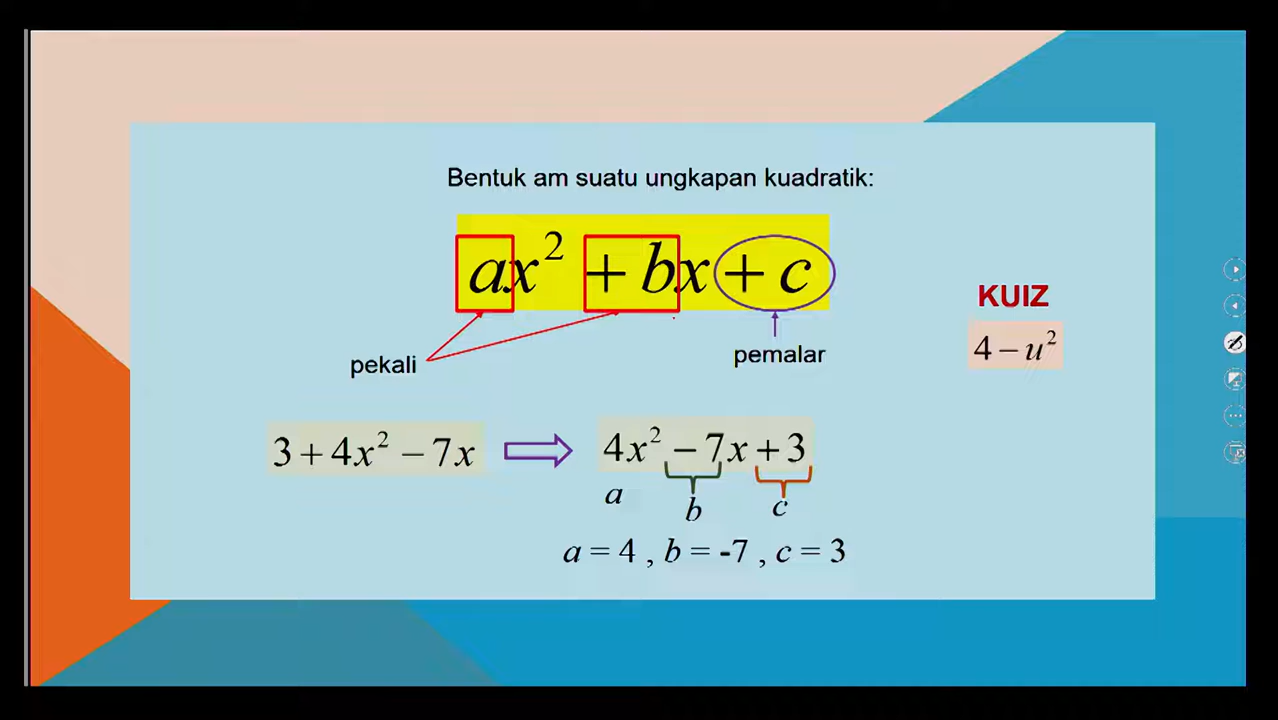 Bentuk am suatu ungkapan kuadratik:
ax² + bx + c
KUIZ
4 − u²
pekali
pemalar
3 + 4x² − 7x ⇨ 4x² − 7x + 3
a b c
a = 4 , b = -7 , c = 3